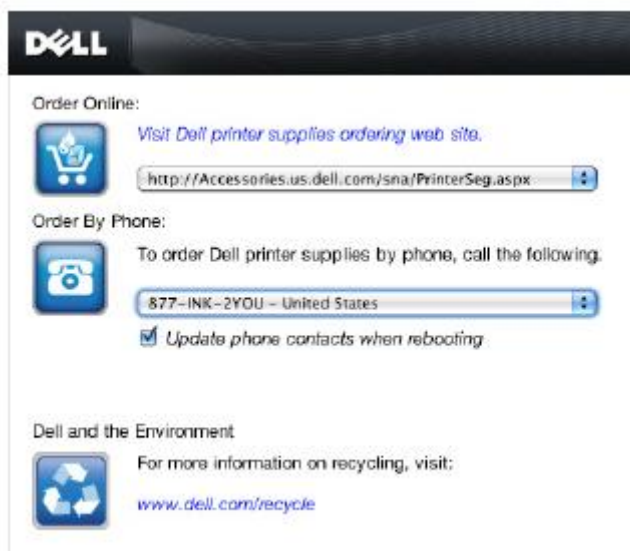 DELL
Order Online:
Visit Dell printer supplies ordering web site.
http://Accessories.us.dell.com/sna/PrinterSeg.aspx
Order By Phone:
To order Dell printer supplies by phone, call the following.
877-INK-2YOU - United States
Update phone contacts when rebooting
Dell and the Environment
For more information on recycling, visit:
www.dell.com/recycle